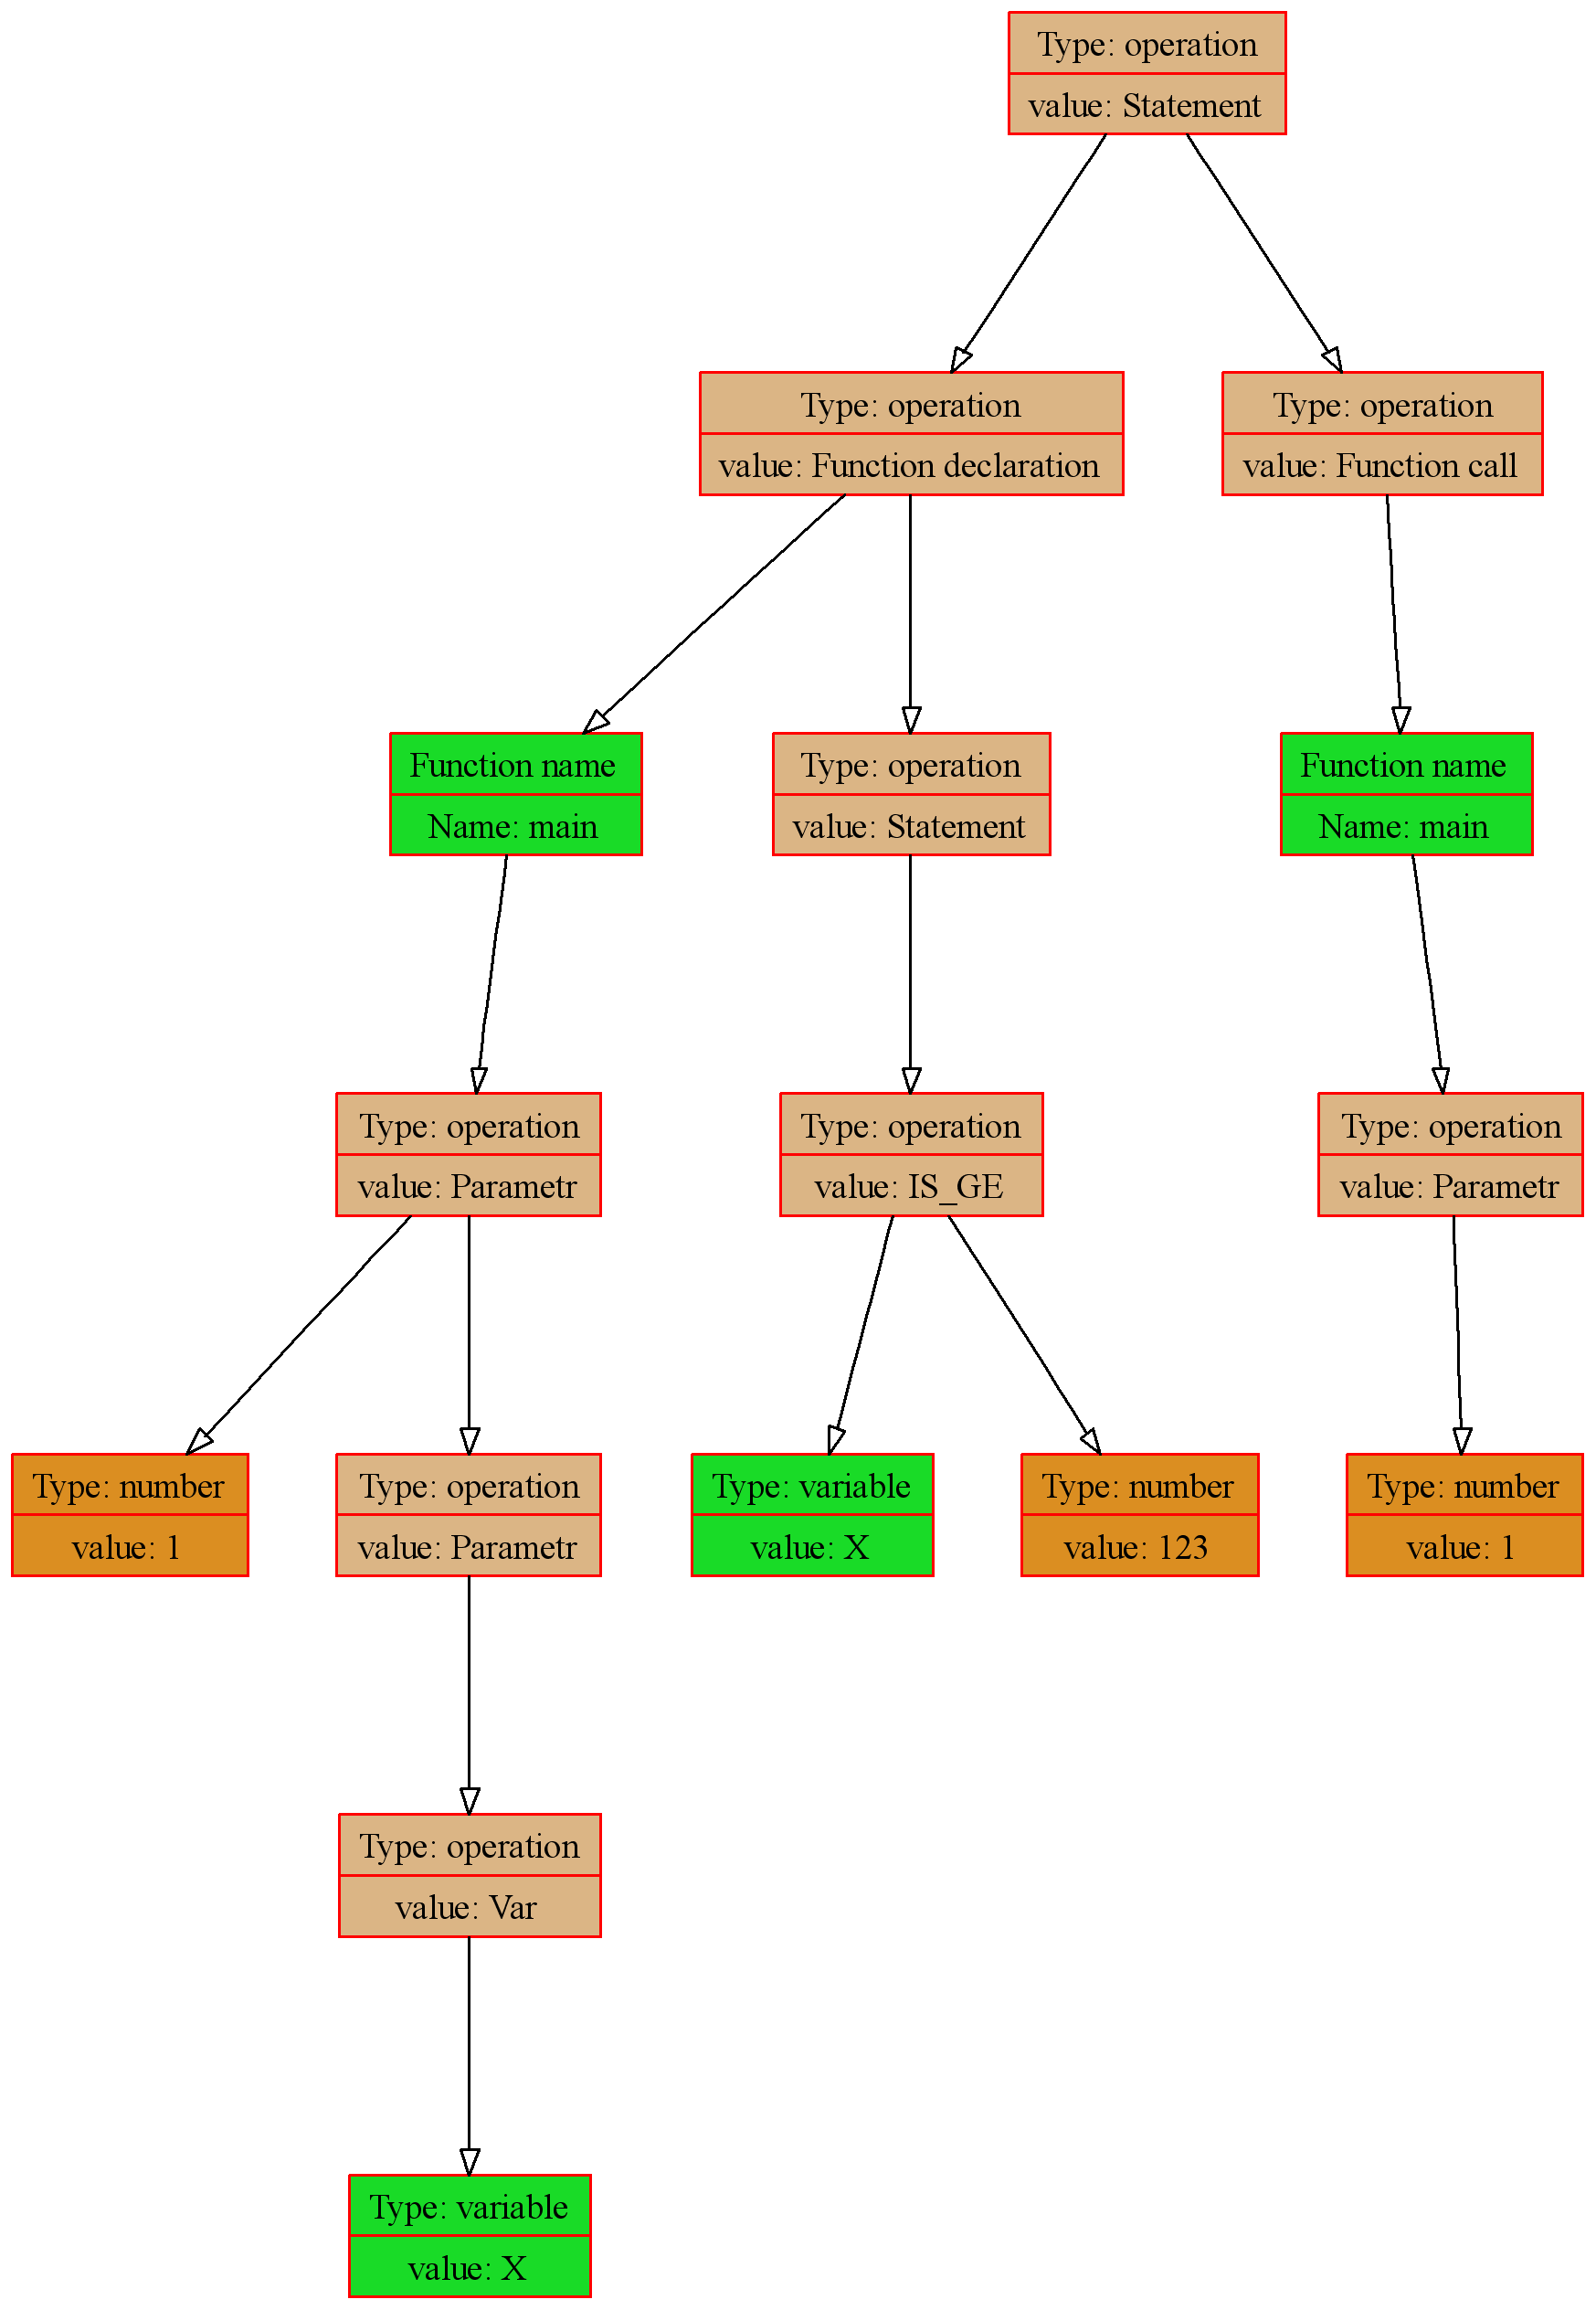 Type: operation
value: Statement
Type: operation
value: Function declaration
Type: operation
value: Function call
Function name
Name: main
Type: operation
value: Statement
Function name
Name: main
Type: operation
value: Parametr
Type: operation
value: IS_GE
Type: operation
value: Parametr
Type: number
value: 1
Type: operation
value: Parametr
Type: variable
value: X
Type: number
value: 123
Type: number
value: 1
Type: operation
value: Var
Type: variable
value: X